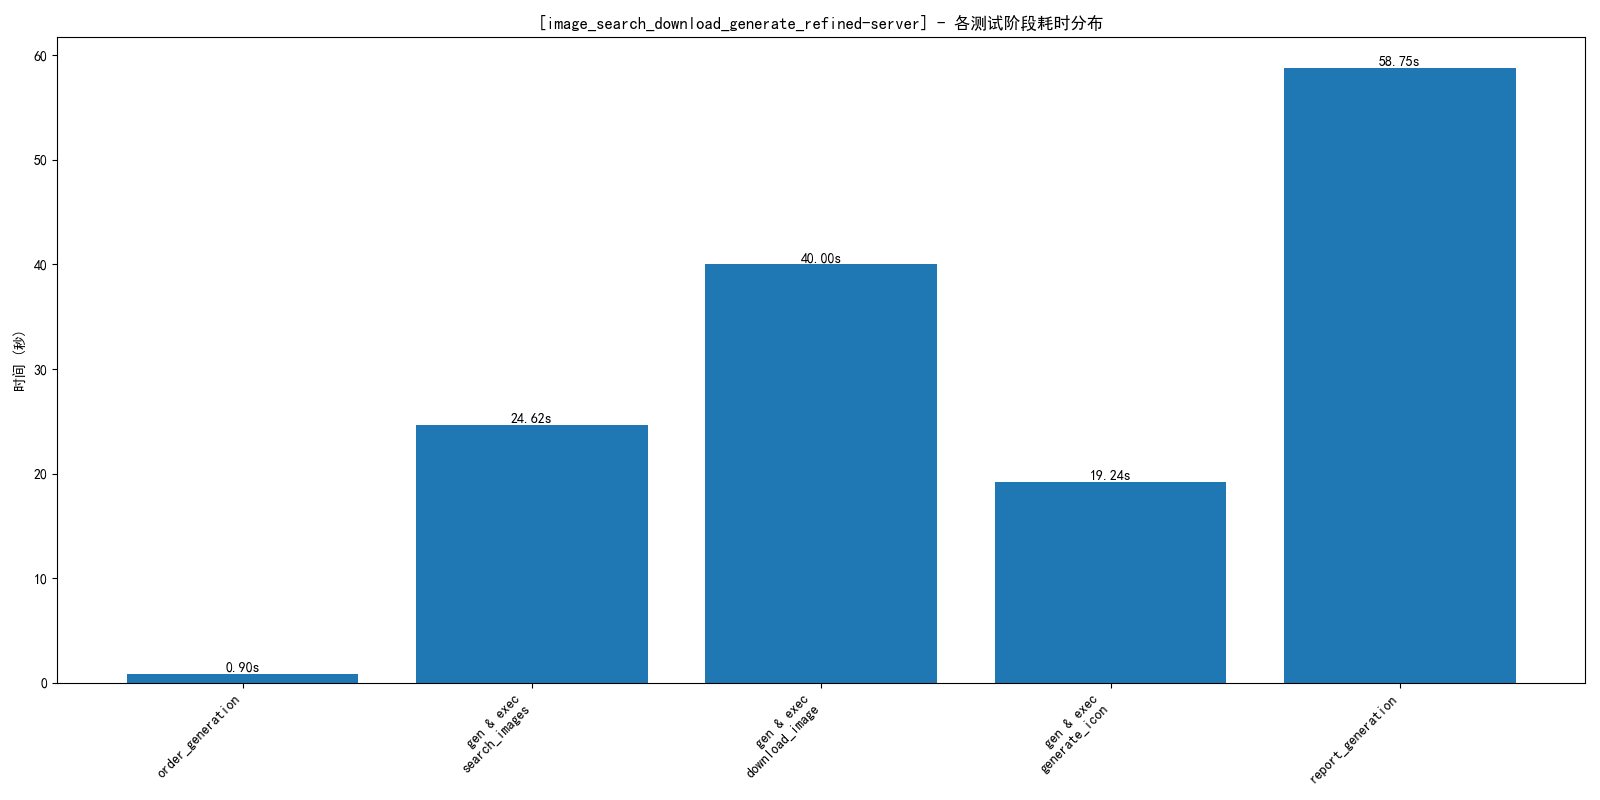 [image_search_download_generate_refined-server] - 各测试阶段耗时分布
时间 (秒)
60
50
40
30
20
10
0
0.90s
24.62s
40.00s
19.24s
58.75s
order_generation
gen & exec
search_images
gen & exec
download_image
gen & exec
generate_icon
report_generation